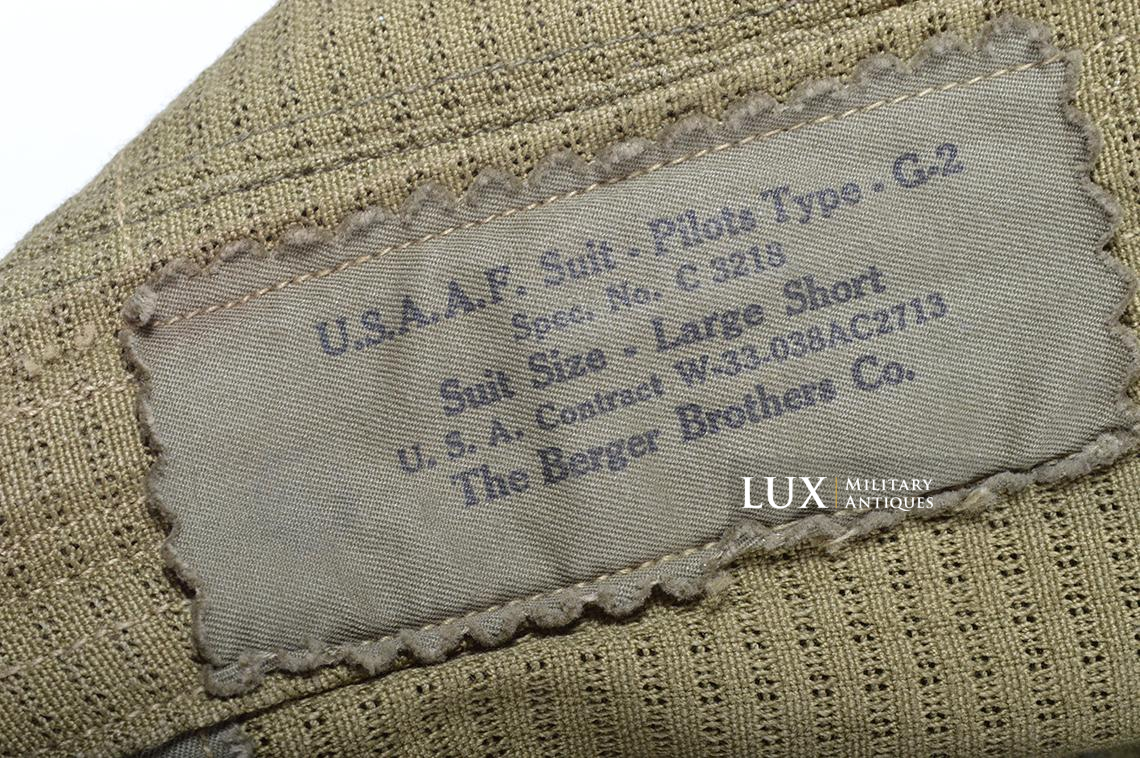 U.S.A.A.F. Suit - Pilots Type - G-2
Spec. No. C 3218
Suit Size - Large Short
U. S. A. Contract W-33-038AC2713
The Berger Brothers Co.
LUX MILITARY
ANTIQUES